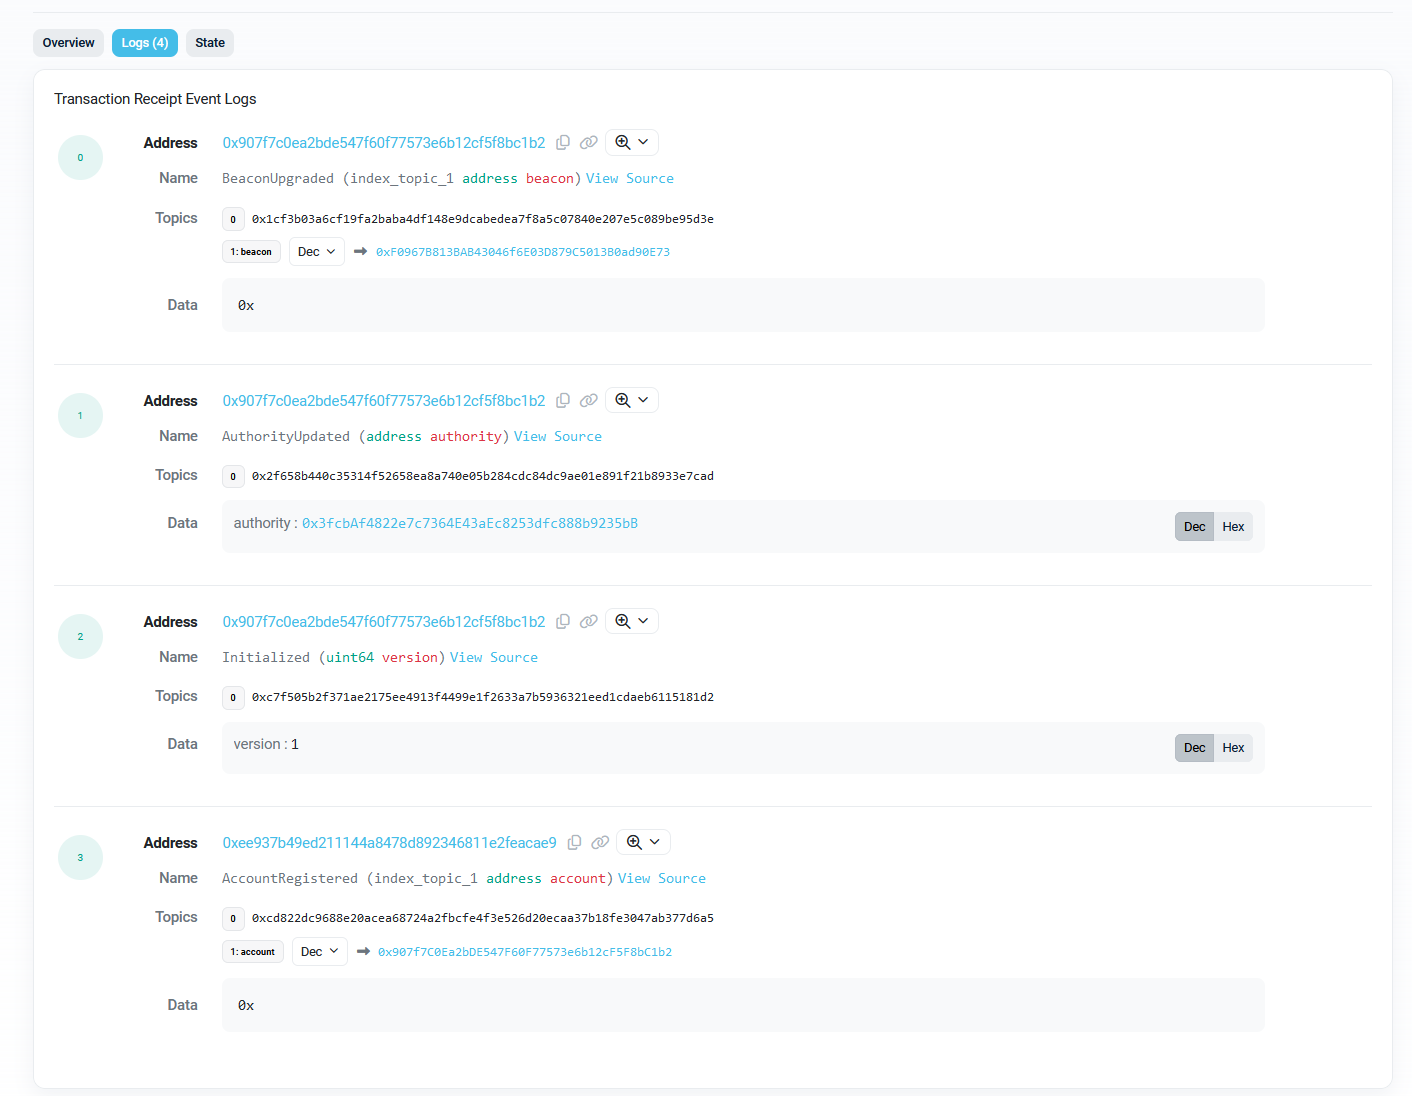 Overview Logs (4) State
Transaction Receipt Event Logs
0 Address 0x907f7c0ea2bde547f60f77573e6b12cf5f8bc1b2
Name BeaconUpgraded (index_topic_1 address beacon) View Source
Topics 0 0x1cf3b03a6cf19fa2baba4df148e9dcabedea7f8a5c07840e207e5c089be95d3e
1: beacon Dec 0xF0967B813BAB43046f6E03D879C5013B0ad90E73
Data 0x
1 Address 0x907f7c0ea2bde547f60f77573e6b12cf5f8bc1b2
Name AuthorityUpdated (address authority) View Source
Topics 0 0x2f658b440c35314f52658ea8a740e05b284cdc84dc9ae01e891f21b8933e7cad
Data authority : 0x3fcbAf4822e7c7364E43aEc8253dfc888b9235bB Dec Hex
2 Address 0x907f7c0ea2bde547f60f77573e6b12cf5f8bc1b2
Name Initialized (uint64 version) View Source
Topics 0 0xc7f505b2f371ae2175ee4913f4499e1f2633a7b5936321eed1cdaeb6115181d2
Data version : 1 Dec Hex
3 Address 0xee937b49ed211144a8478d892346811e2feacae9
Name AccountRegistered (index_topic_1 address account) View Source
Topics 0 0xcd822dc9688e20acea68724a2fbcfe4f3e526d20ecaa37b18fe3047ab377d6a5
1: account Dec 0x907f7C0Ea2bDE547F60F77573e6b12cF5F8bC1b2
Data 0x